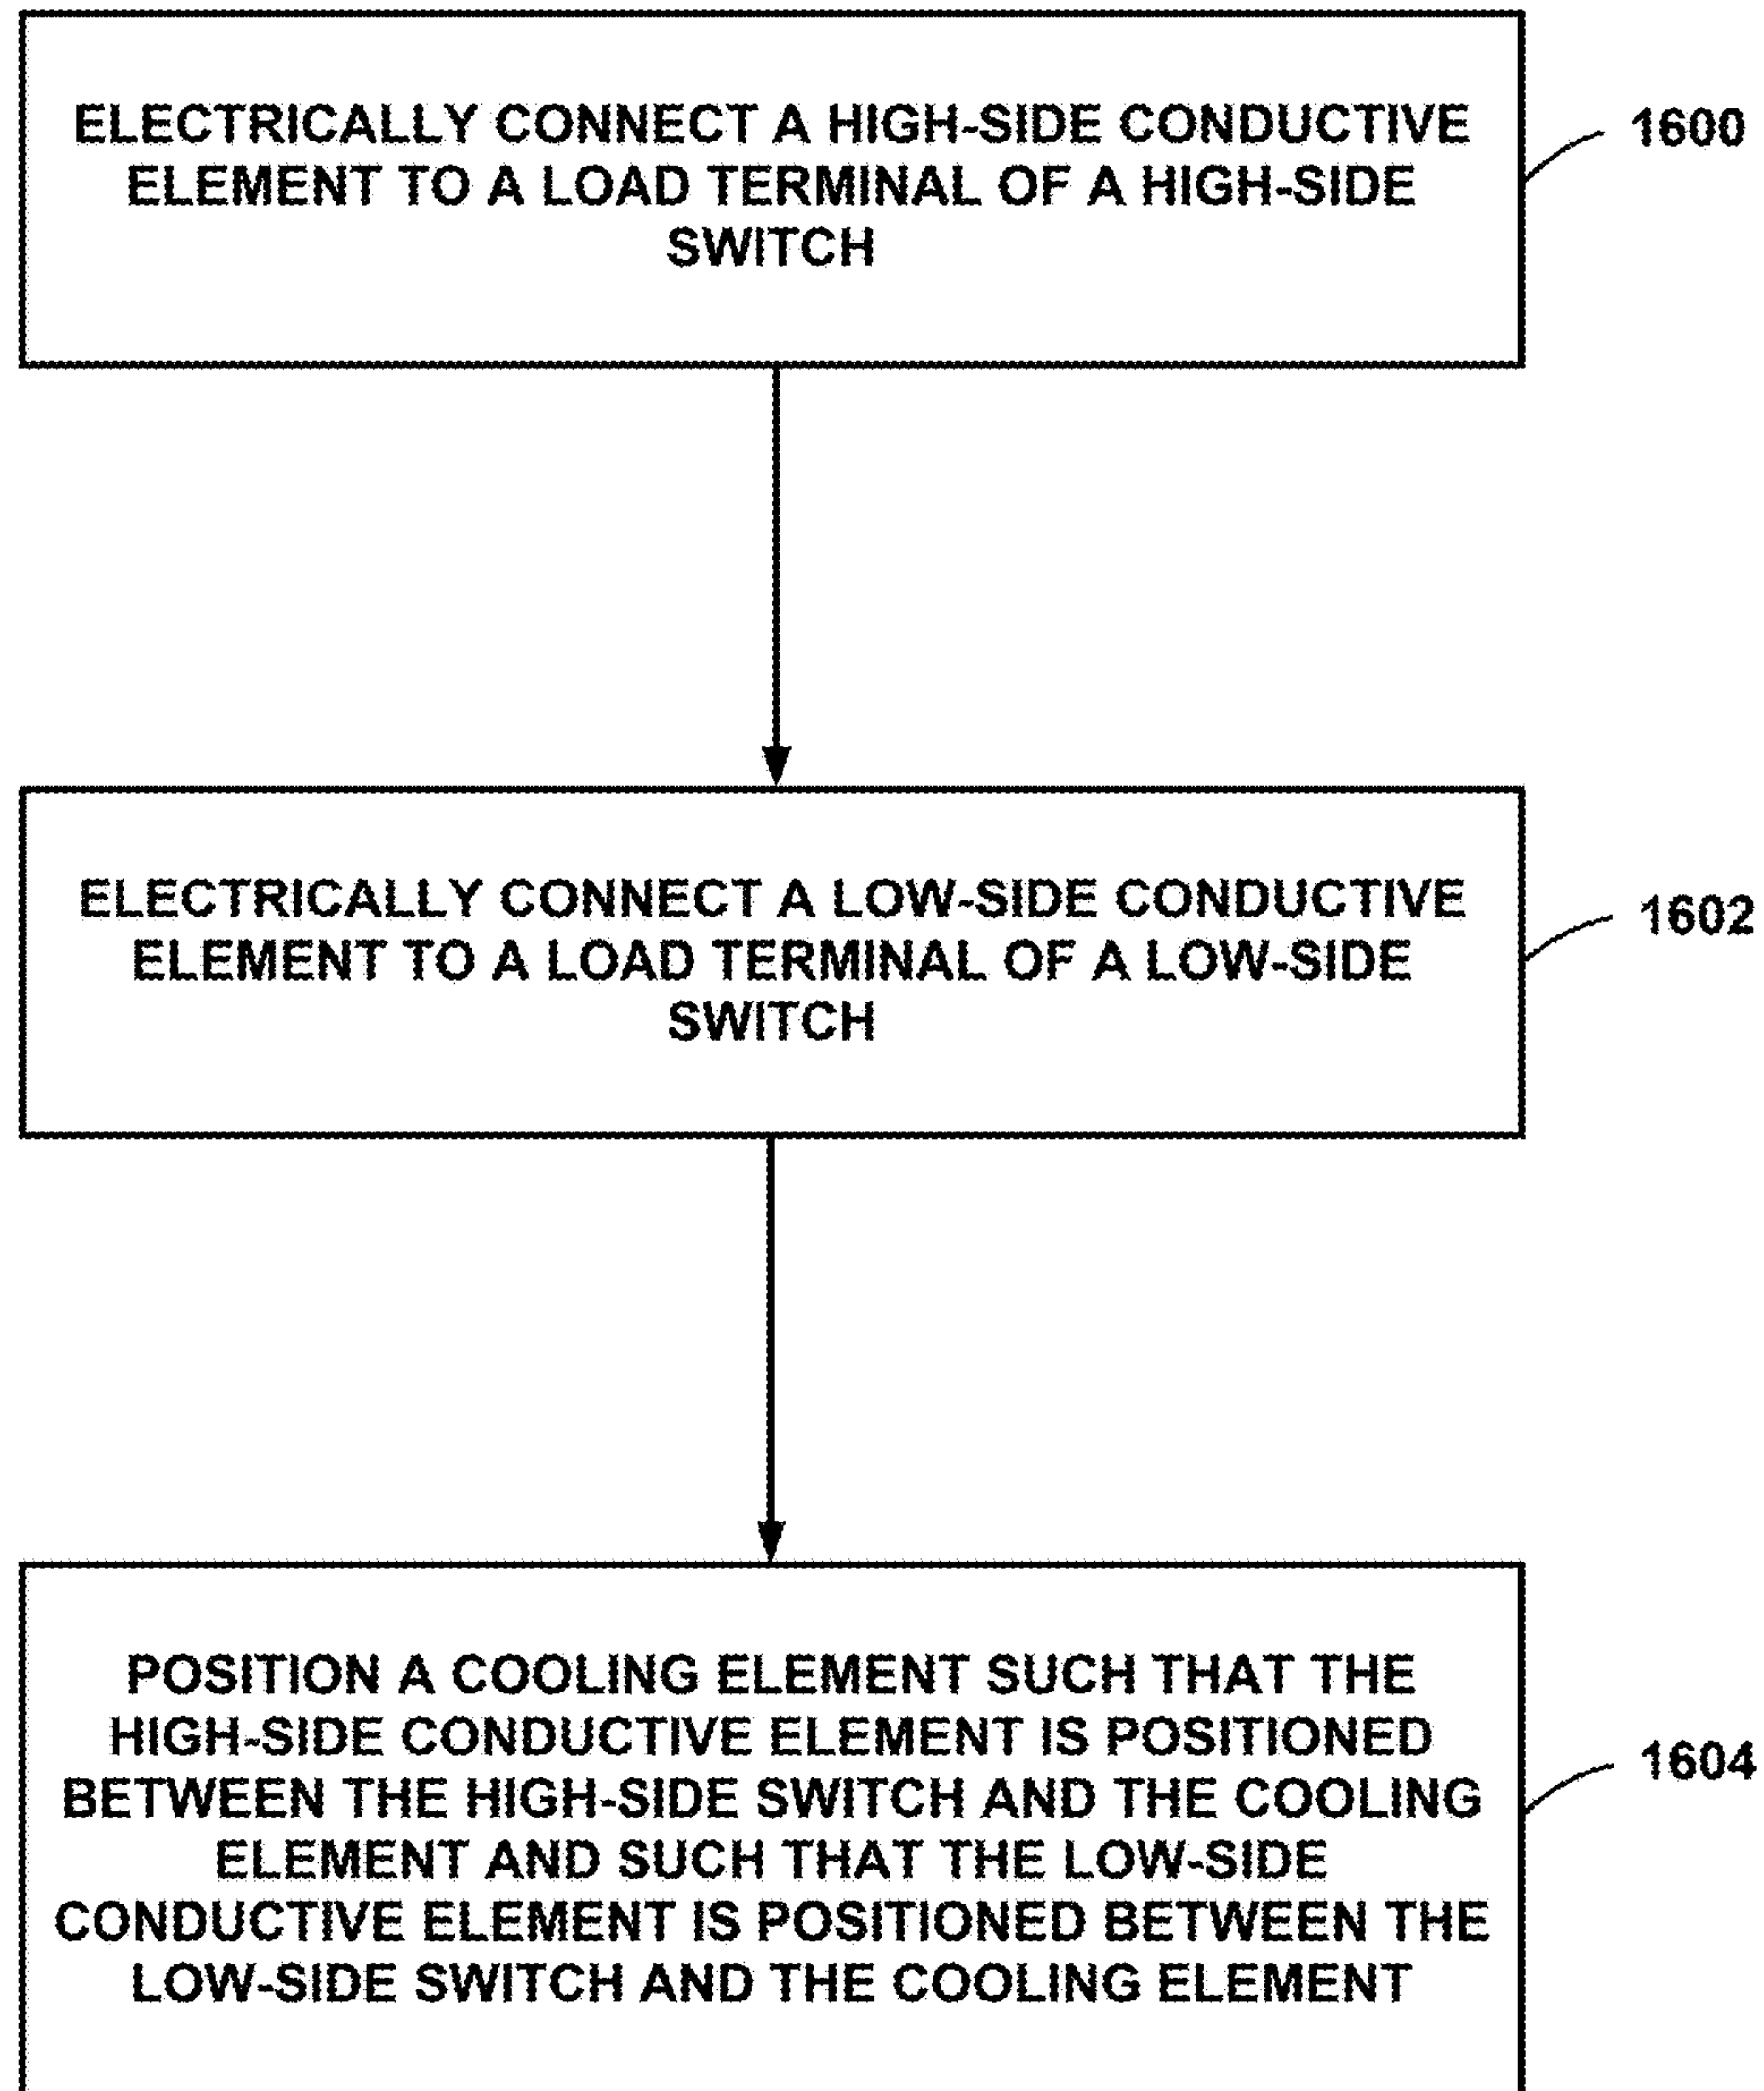 ELECTRICALLY CONNECT A HIGH-SIDE CONDUCTIVE
ELEMENT TO A LOAD TERMINAL OF A HIGH-SIDE
SWITCH
1600
ELECTRICALLY CONNECT A LOW-SIDE CONDUCTIVE
ELEMENT TO A LOAD TERMINAL OF A LOW-SIDE
SWITCH
1602
POSITION A COOLING ELEMENT SUCH THAT THE
HIGH-SIDE CONDUCTIVE ELEMENT IS POSITIONED
BETWEEN THE HIGH-SIDE SWITCH AND THE COOLING
ELEMENT AND SUCH THAT THE LOW-SIDE
CONDUCTIVE ELEMENT IS POSITIONED BETWEEN THE
LOW-SIDE SWITCH AND THE COOLING ELEMENT
1604